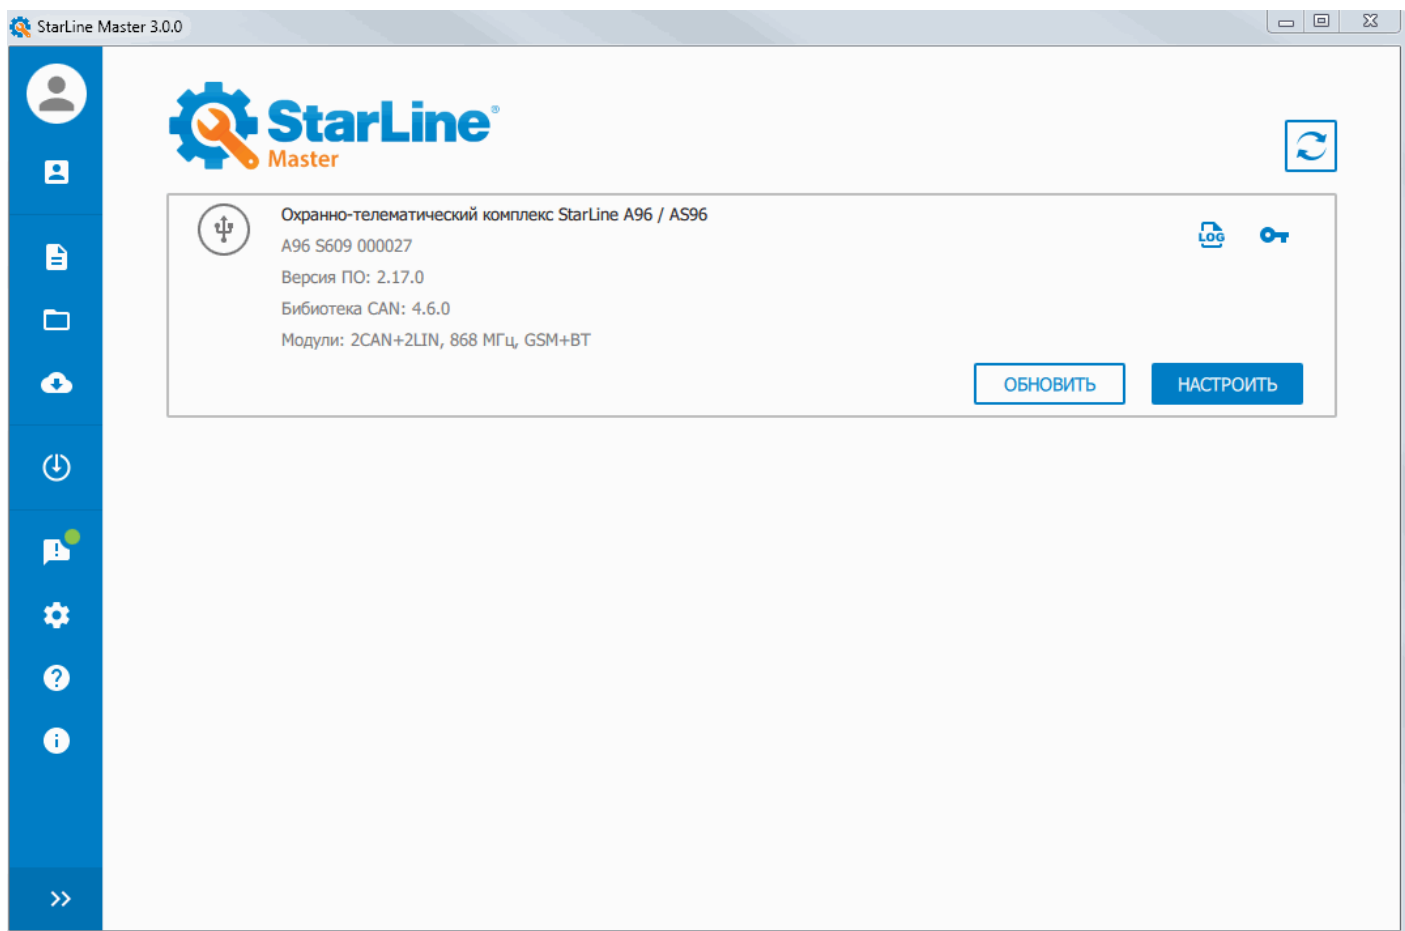 StarLine Master 3.0.0
StarLine®
Master
Охранно-телематический комплекс StarLine A96 / AS96
A96 S609 000027
Версия ПО: 2.17.0
Бибиотека CAN: 4.6.0
Модули: 2CAN+2LIN, 868 МГц, GSM+BT
LOG
ОБНОВИТЬ
НАСТРОИТЬ